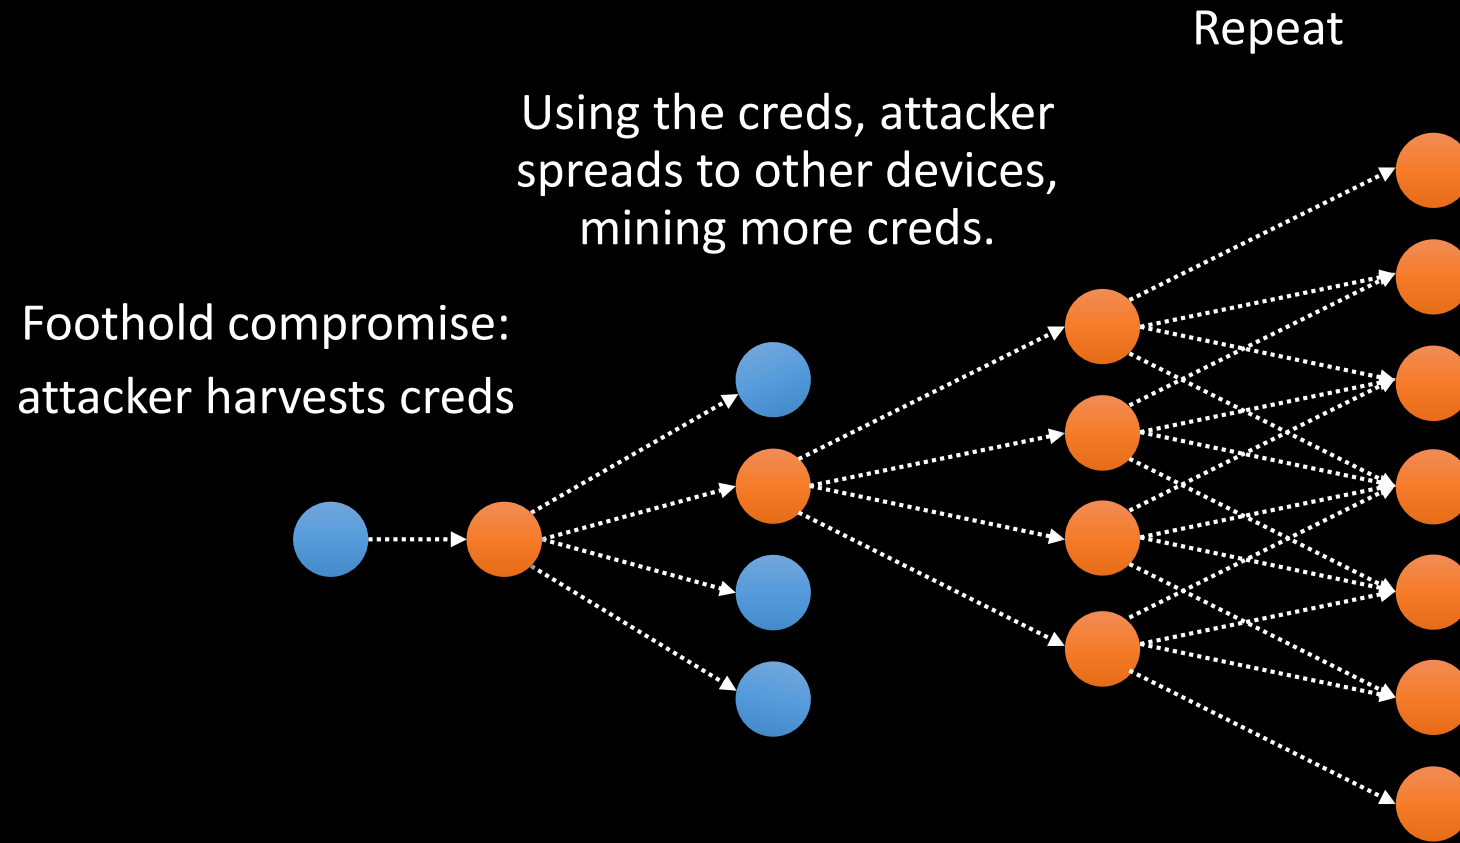 Repeat
Using the creds, attacker
spreads to other devices,
mining more creds.
Foothold compromise:
attacker harvests creds